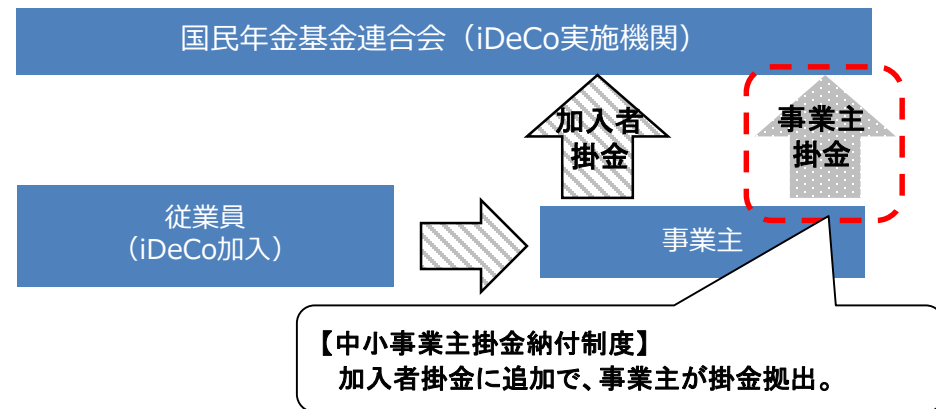 国民年金基金連合会（iDeCo実施機関）
加入者
掛金
事業主
掛金
従業員
（iDeCo加入）
事業主
【中小事業主掛金納付制度】
加入者掛金に追加で、事業主が掛金拠出。